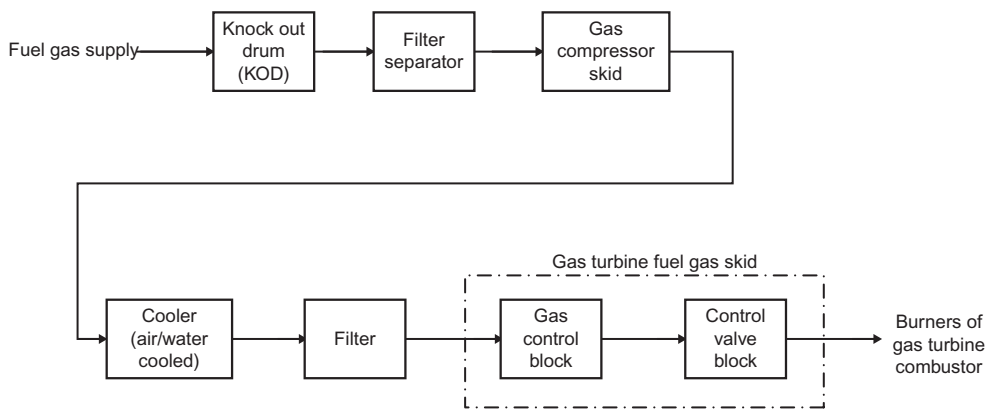 Fuel gas supply
Knock out
drum
(KOD)
Filter
separator
Gas
compressor
skid
Gas turbine fuel gas skid
Cooler
(air/water
cooled)
Filter
Gas
control
block
Control
valve
block
Burners of
gas turbine
combustor